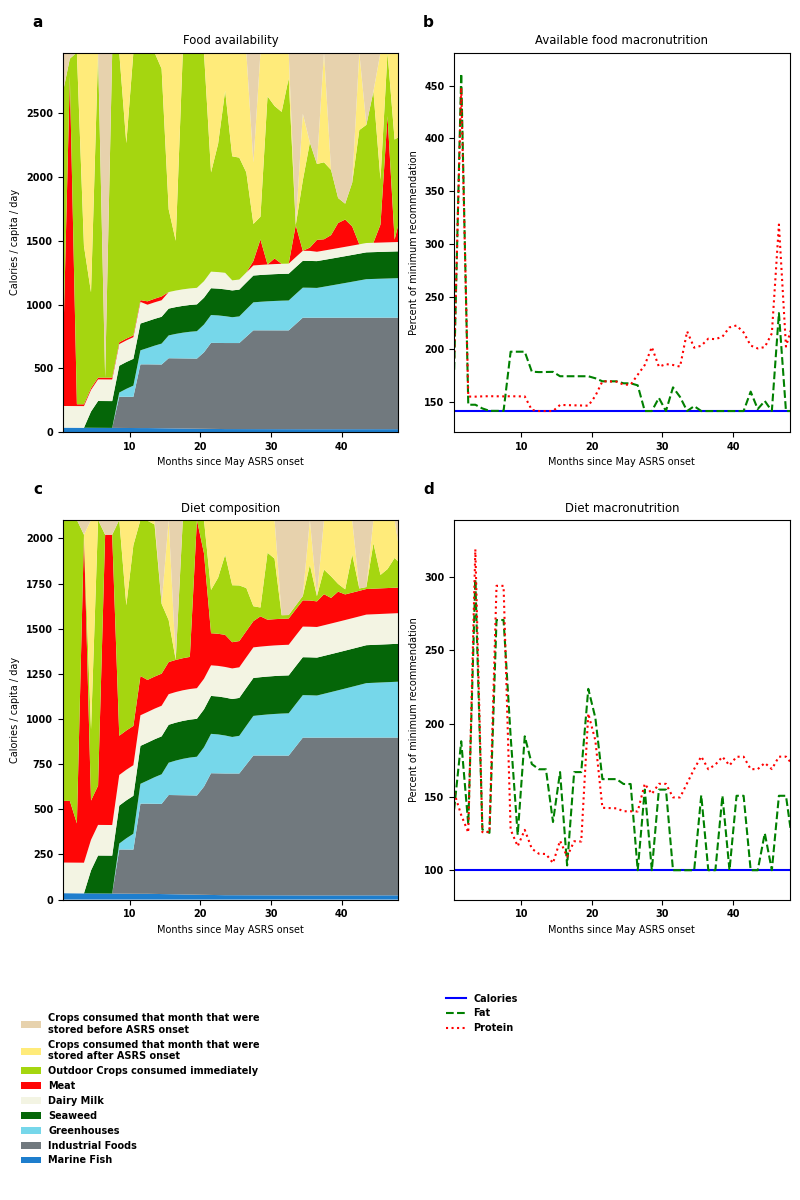 a
Food availability
Calories / capita / day
2500
2000
1500
1000
500
0
10
20
30
40
Months since May ASRS onset
b
Available food macronutrition
Percent of minimum recommendation
450
400
350
300
250
200
150
10
20
30
40
Months since May ASRS onset
c
Diet composition
Calories / capita / day
2000
1750
1500
1250
1000
750
500
250
0
10
20
30
40
Months since May ASRS onset
d
Diet macronutrition
Percent of minimum recommendation
300
250
200
150
100
10
20
30
40
Months since May ASRS onset
Crops consumed that month that were
stored before ASRS onset
Crops consumed that month that were
stored after ASRS onset
Outdoor Crops consumed immediately
Meat
Dairy Milk
Seaweed
Greenhouses
Industrial Foods
Marine Fish
Calories
Fat
Protein